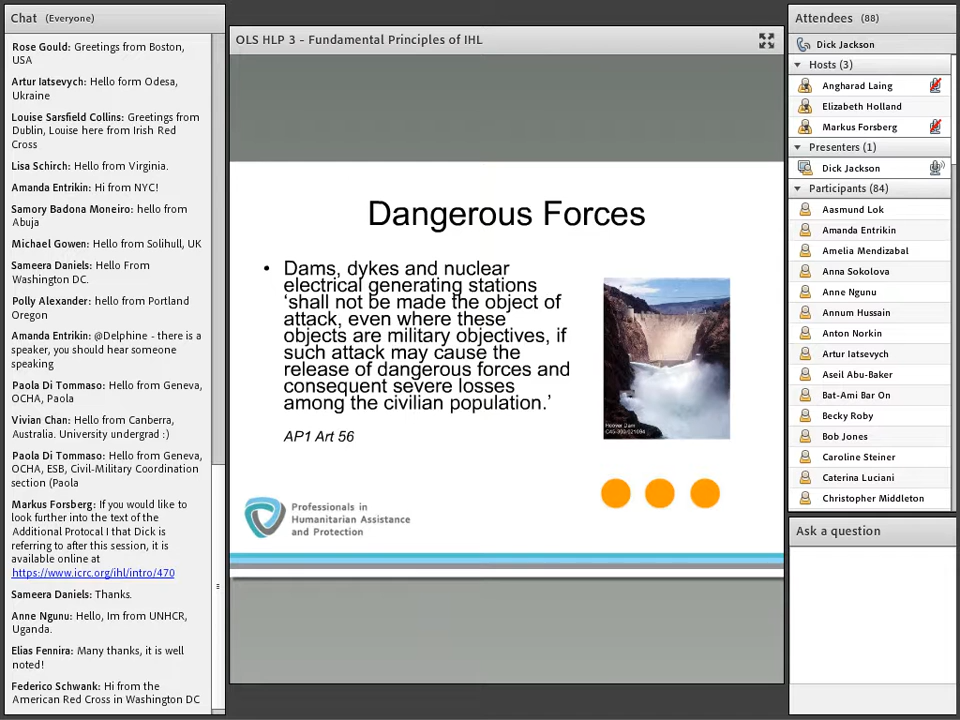 Chat (Everyone)
Rose Gould: Greetings from Boston,
USA
Artur Iatsevych: Hello form Odesa,
Ukraine
Louise Sarsfield Collins: Greetings from
Dublin, Louise here from Irish Red
Cross
Lisa Schirch: Hello from Virginia.
Amanda Entrikin: Hi from NYC!
Samory Badona Moneiro: hello from
Abuja
Michael Gowen: Hello from Solihull, UK
Sameera Daniels: Hello From
Washington DC.
Polly Alexander: hello from Portland
Oregon
Amanda Entrikin: @Delphine - there is a
speaker, you should hear someone
speaking
Paola Di Tommaso: Hello from Geneva,
OCHA, Paola
Vivian Chan: Hello from Canberra,
Australia. University undergrad :)
Paola Di Tommaso: Hello from Geneva,
OCHA, ESB, Civil-Military Coordination
section (Paola
Markus Forsberg: If you would like to
look further into the text of the
Additional Protocal I that Dick is
referring to after this session, it is
available online at
https://www.icrc.org/ihl/intro/470
Sameera Daniels: Thanks.
Anne Ngunu: Hello, Im from UNHCR,
Uganda.
Elias Fennira: Many thanks, it is well
noted!
Federico Schwank: Hi from the
American Red Cross in Washington DC
OLS HLP 3 - Fundamental Principles of IHL
Dangerous Forces
• Dams, dykes and nuclear
electrical generating stations
‘shall not be made the object of
attack, even where these
objects are military objectives, if
such attack may cause the
release of dangerous forces and
consequent severe losses
among the civilian population.’
AP1 Art 56
Hoover Dam
Professionals in
Humanitarian Assistance
and Protection
Attendees (88)
Dick Jackson
Hosts (3)
Angharad Laing
Elizabeth Holland
Markus Forsberg
Presenters (1)
Dick Jackson
Participants (84)
Aasmund Lok
Amanda Entrikin
Amelia Mendizabal
Anna Sokolova
Anne Ngunu
Annum Hussain
Anton Norkin
Artur Iatsevych
Aseil Abu-Baker
Bat-Ami Bar On
Becky Roby
Bob Jones
Caroline Steiner
Caterina Luciani
Christopher Middleton
Ask a question